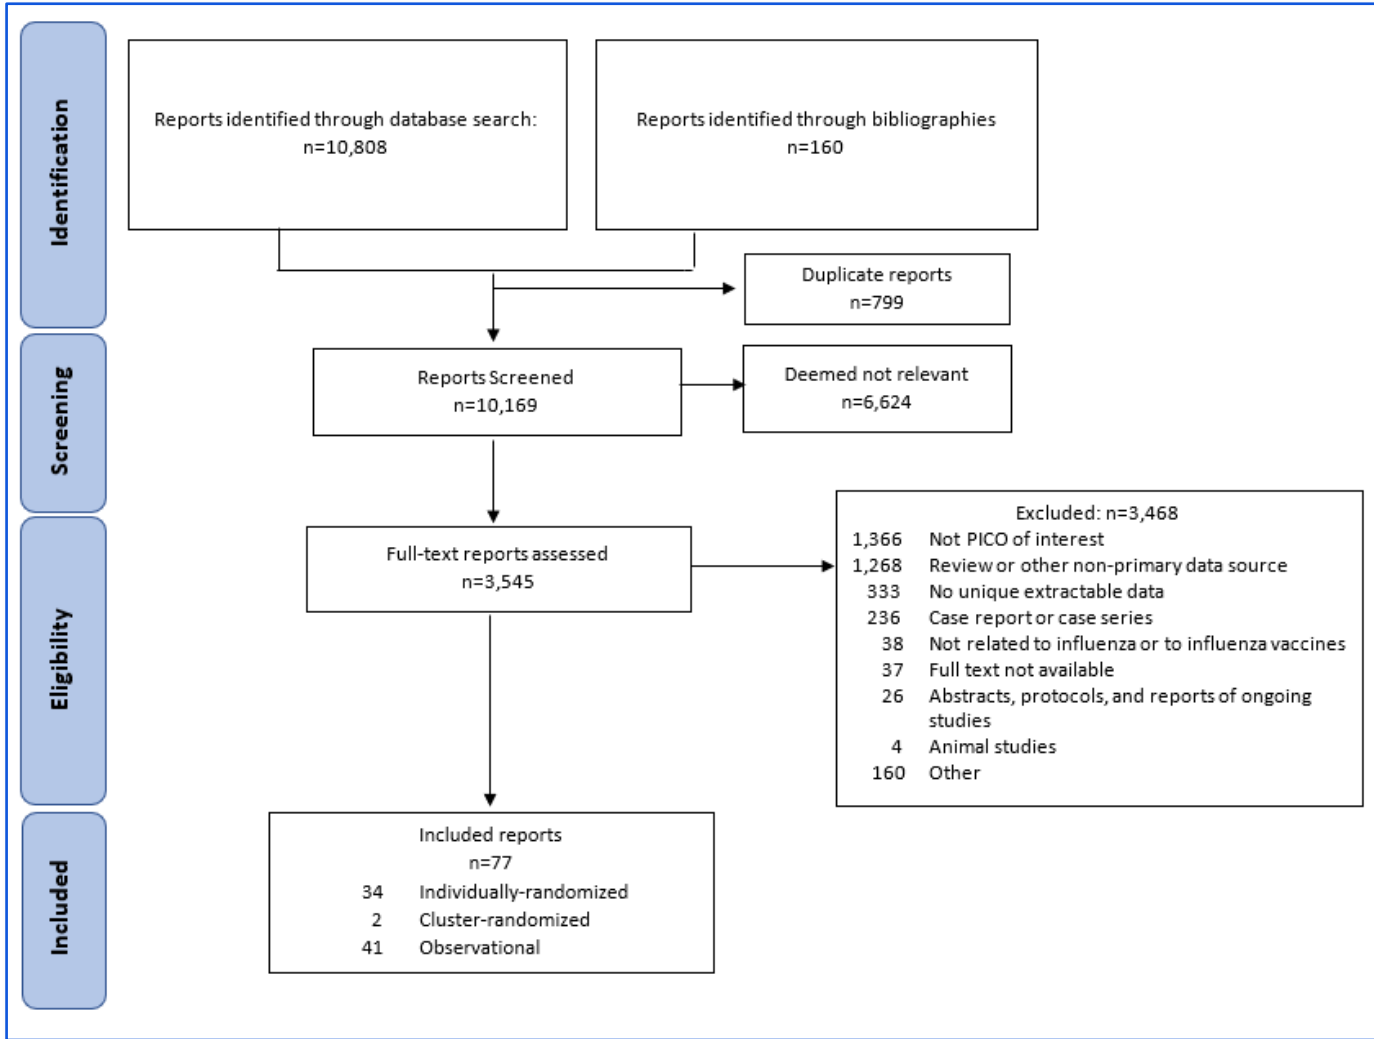 Identification
Reports identified through database search:
n=10,808
Reports identified through bibliographies
n=160
Duplicate reports
n=799
Screening
Reports Screened
n=10,169
Deemed not relevant
n=6,624
Eligibility
Full-text reports assessed
n=3,545
Excluded: n=3,468
1,366 Not PICO of interest
1,268 Review or other non-primary data source
333 No unique extractable data
236 Case report or case series
38 Not related to influenza or to influenza vaccines
37 Full text not available
26 Abstracts, protocols, and reports of ongoing
studies
4 Animal studies
160 Other
Included
Included reports
n=77
34 Individually-randomized
2 Cluster-randomized
41 Observational